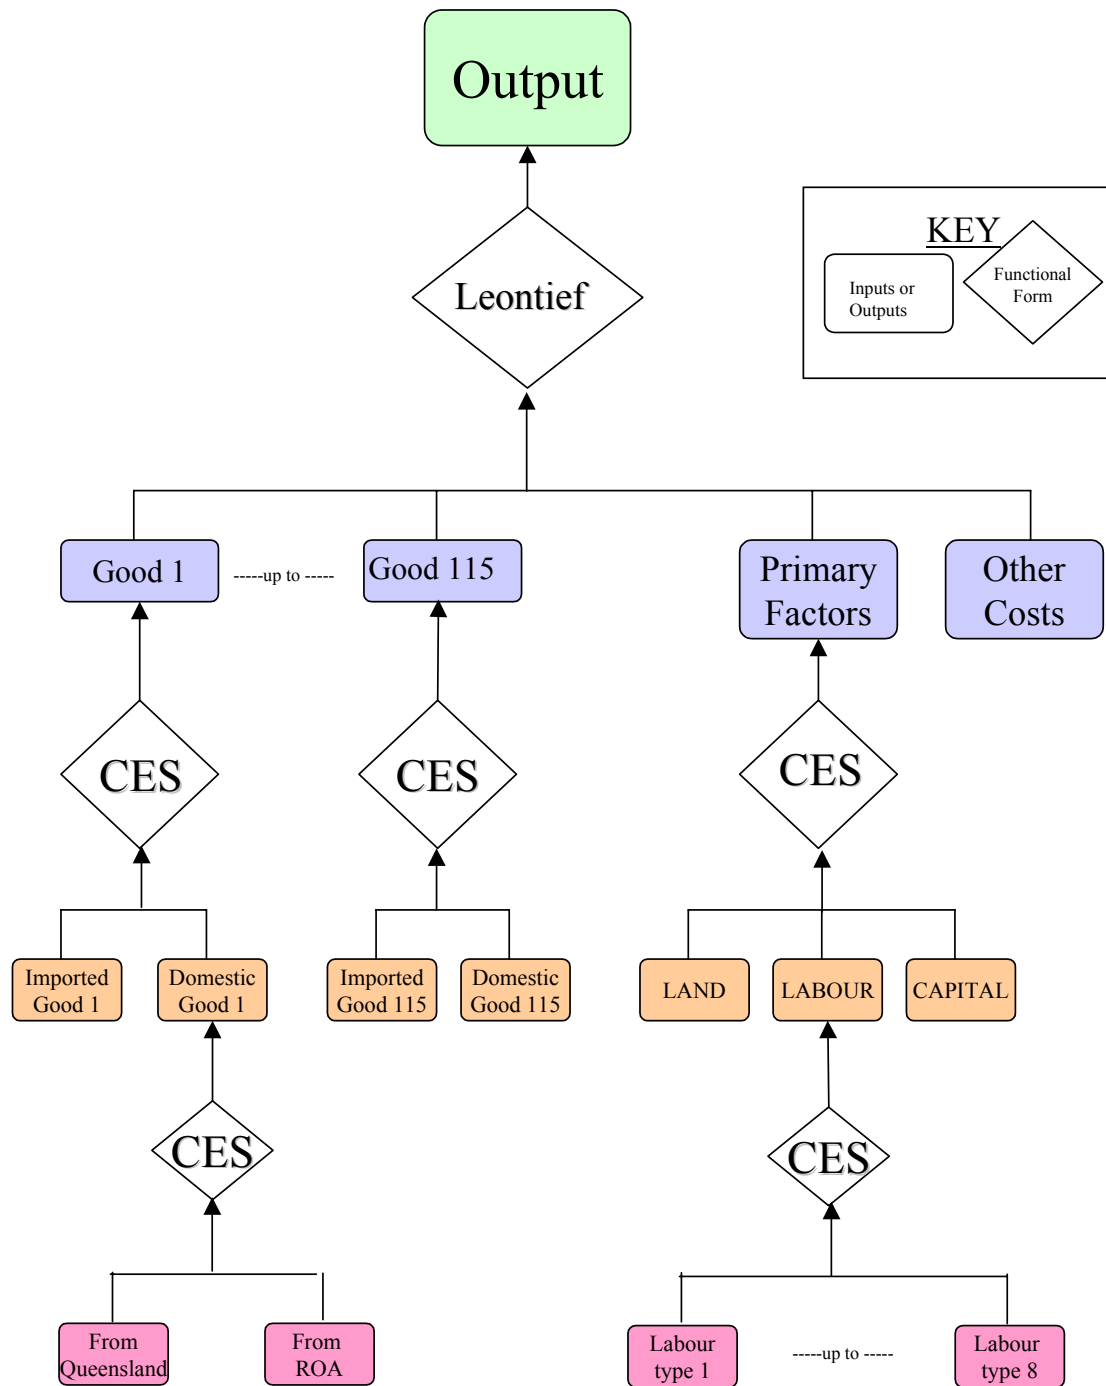 Output
Leontief
KEY
Inputs or
Outputs
Functional
Form
Good 1
-----up to -----
Good 115
Primary
Factors
Other
Costs
CES
CES
CES
Imported
Good 1
Domestic
Good 1
Imported
Good 115
Domestic
Good 115
LAND
LABOUR
CAPITAL
CES
CES
From
Queensland
From
ROA
Labour
type 1
-----up to -----
Labour
type 8